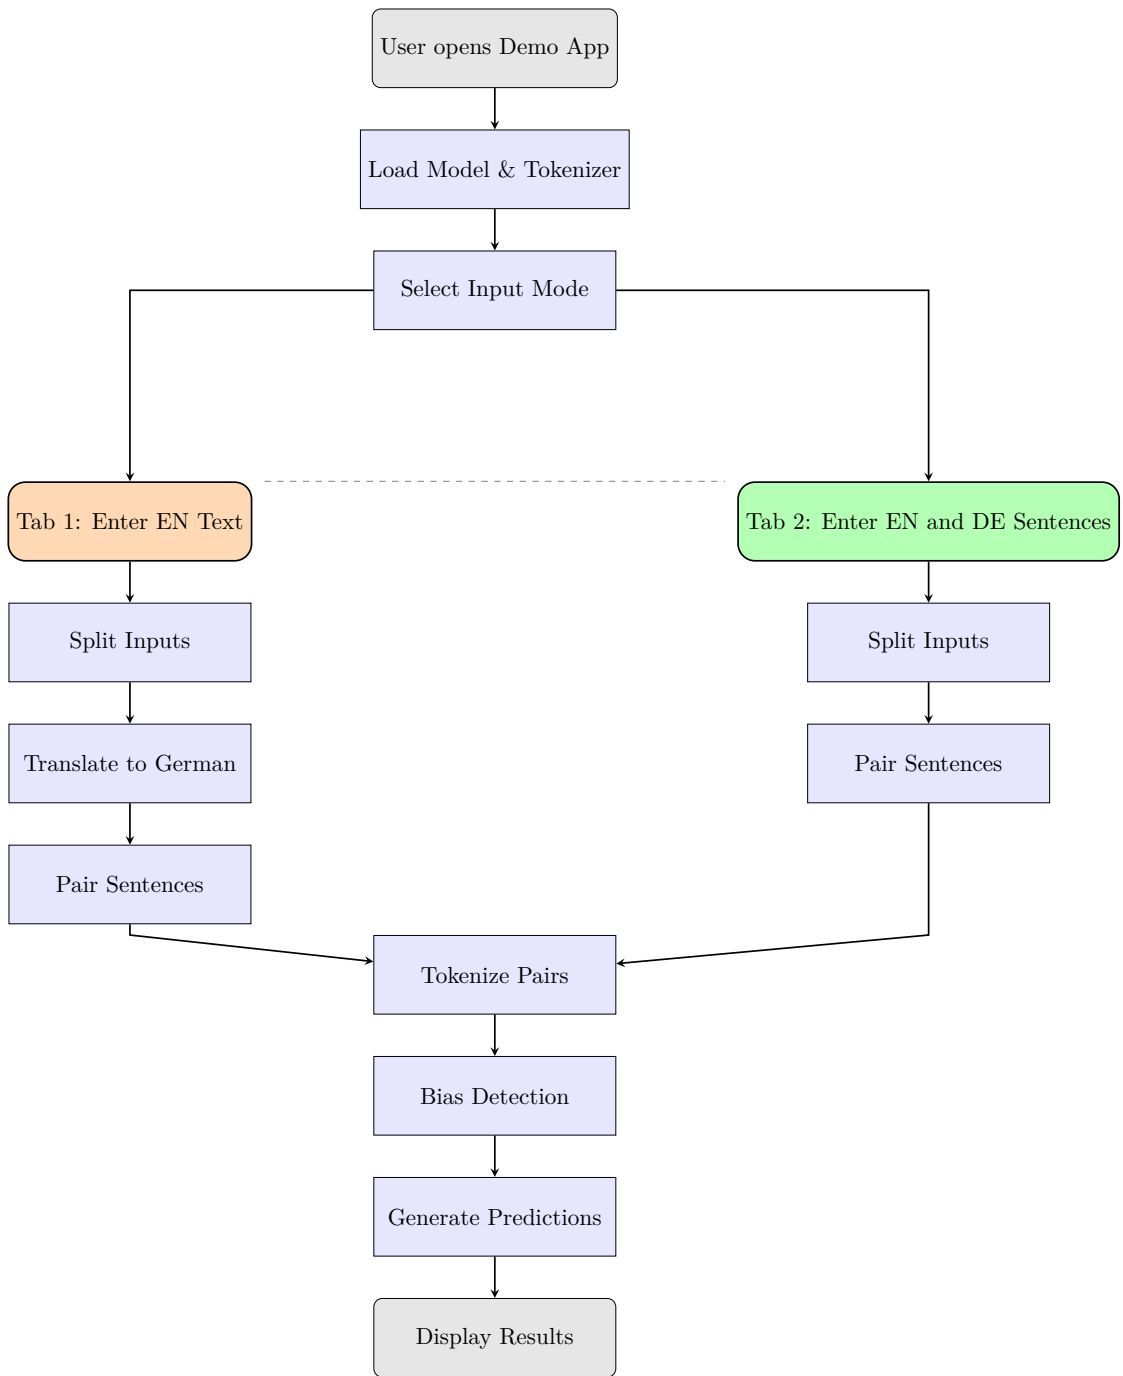 User opens Demo App
Load Model & Tokenizer
Select Input Mode
Tab 1: Enter EN Text
Tab 2: Enter EN and DE Sentences
Split Inputs
Split Inputs
Translate to German
Pair Sentences
Pair Sentences
Tokenize Pairs
Bias Detection
Generate Predictions
Display Results